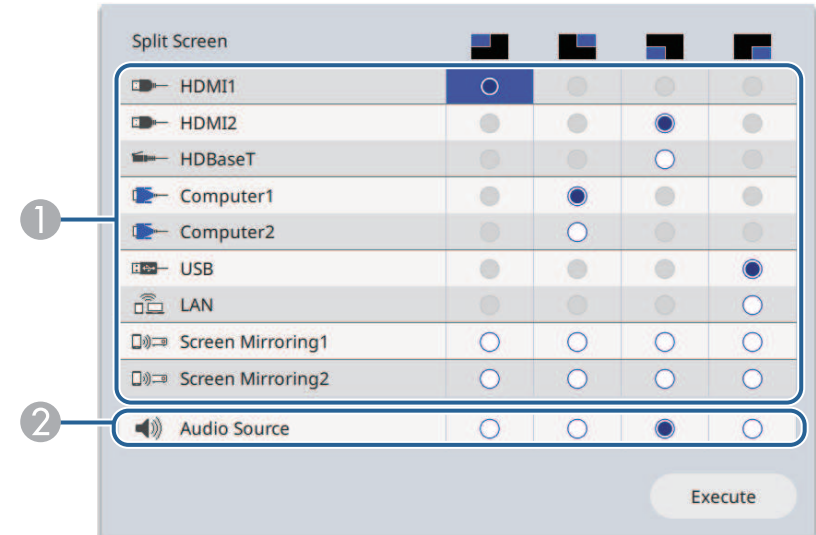 Split Screen
HDMI1
HDMI2
HDBaseT
1
Computer1
Computer2
USB
LAN
Screen Mirroring1
Screen Mirroring2
2
Audio Source
Execute